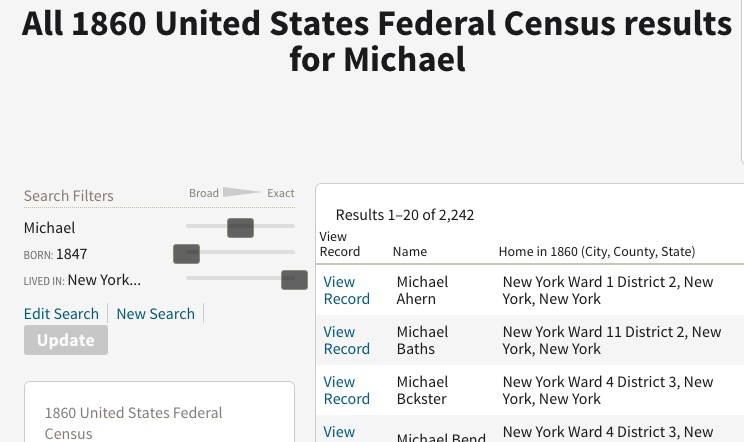 All 1860 United States Federal Census results
for Michael
Search Filters
Broad Exact
Michael
BORN: 1847
LIVED IN: New York...
Edit Search New Search
Update
1860 United States Federal
Census
Results 1–20 of 2,242
View
Record Name Home in 1860 (City, County, State)
View Michael New York Ward 1 District 2, New
Record Ahern York, New York
View Michael New York Ward 11 District 2, New
Record Baths York, New York
View Michael New York Ward 4 District 3, New
Record Bckster York, New York
View Michael Bend New York Ward 4 District 3, New